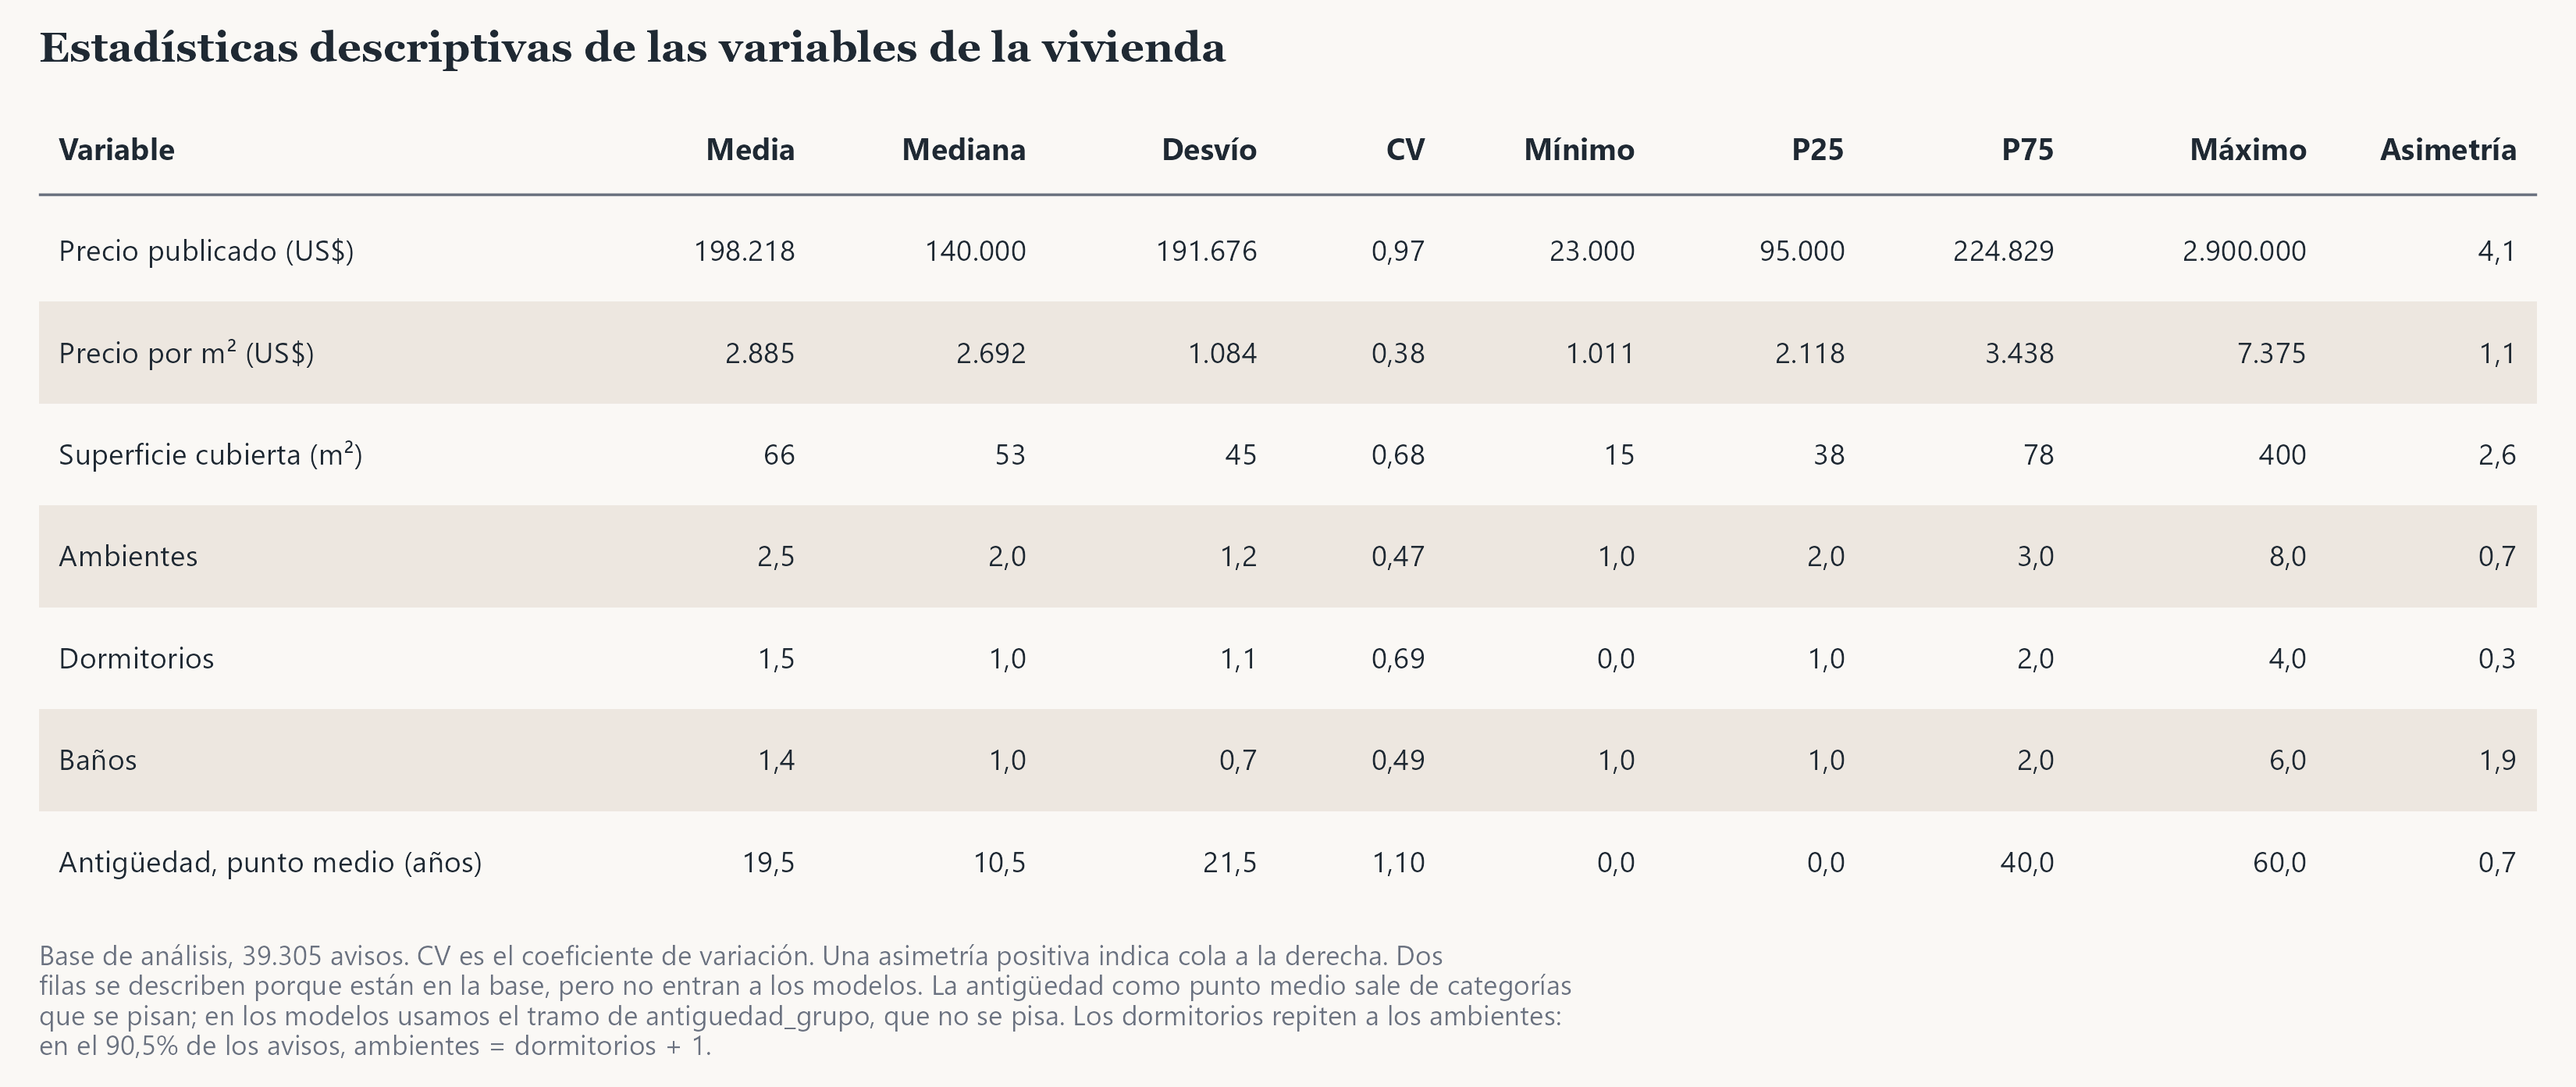 Estadísticas descriptivas de las variables de la vivienda
Variable Media Mediana Desvío CV Mínimo P25 P75 Máximo Asimetría
Precio publicado (US$) 198.218 140.000 191.676 0,97 23.000 95.000 224.829 2.900.000 4,1
Precio por m² (US$) 2.885 2.692 1.084 0,38 1.011 2.118 3.438 7.375 1,1
Superficie cubierta (m²) 66 53 45 0,68 15 38 78 400 2,6
Ambientes 2,5 2,0 1,2 0,47 1,0 2,0 3,0 8,0 0,7
Dormitorios 1,5 1,0 1,1 0,69 0,0 1,0 2,0 4,0 0,3
Baños 1,4 1,0 0,7 0,49 1,0 1,0 2,0 6,0 1,9
Antigüedad, punto medio (años) 19,5 10,5 21,5 1,10 0,0 0,0 40,0 60,0 0,7
Base de análisis, 39.305 avisos. CV es el coeficiente de variación. Una asimetría positiva indica cola a la derecha. Dos
filas se describen porque están en la base, pero no entran a los modelos. La antigüedad como punto medio sale de categorías
que se pisan; en los modelos usamos el tramo de antiguedad_grupo, que no se pisa. Los dormitorios repiten a los ambientes:
en el 90,5% de los avisos, ambientes = dormitorios + 1.